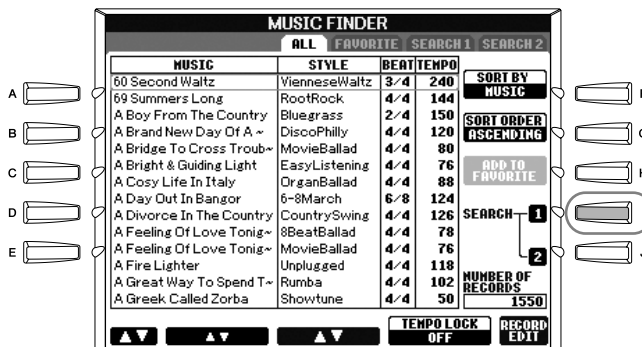 MUSIC FINDER
ALL FAVORITE SEARCH 1 SEARCH 2
MUSIC STYLE BEAT TEMPO
60 Second Waltz VienneseWaltz 3/4 240
69 Summers Long RootRock 4/4 144
A Boy From The Country Bluegrass 2/4 150
A Brand New Day Of A ~ DiscoPhilly 4/4 120
A Bridge To Cross Troub~ MovieBallad 4/4 80
A Bright & Guiding Light EasyListening 4/4 76
A Cosy Life In Italy OrganBallad 4/4 88
A Day Out In Bangor 6-8March 6/8 124
A Divorce In The Country CountrySwing 4/4 126
A Feeling Of Love Tonig~ 8BeatBallad 4/4 78
A Feeling Of Love Tonig~ MovieBallad 4/4 76
A Fire Lighter Unplugged 4/4 118
A Great Way To Spend T~ Rumba 4/4 102
A Greek Called Zorba Showtune 4/4 50
SORT BY
MUSIC
SORT ORDER
ASCENDING
ADD TO
FAVORITE
SEARCH 1
2
NUMBER OF
RECORDS
1550
TEMPO LOCK
OFF
RECORD
EDIT
A
B
C
D
E